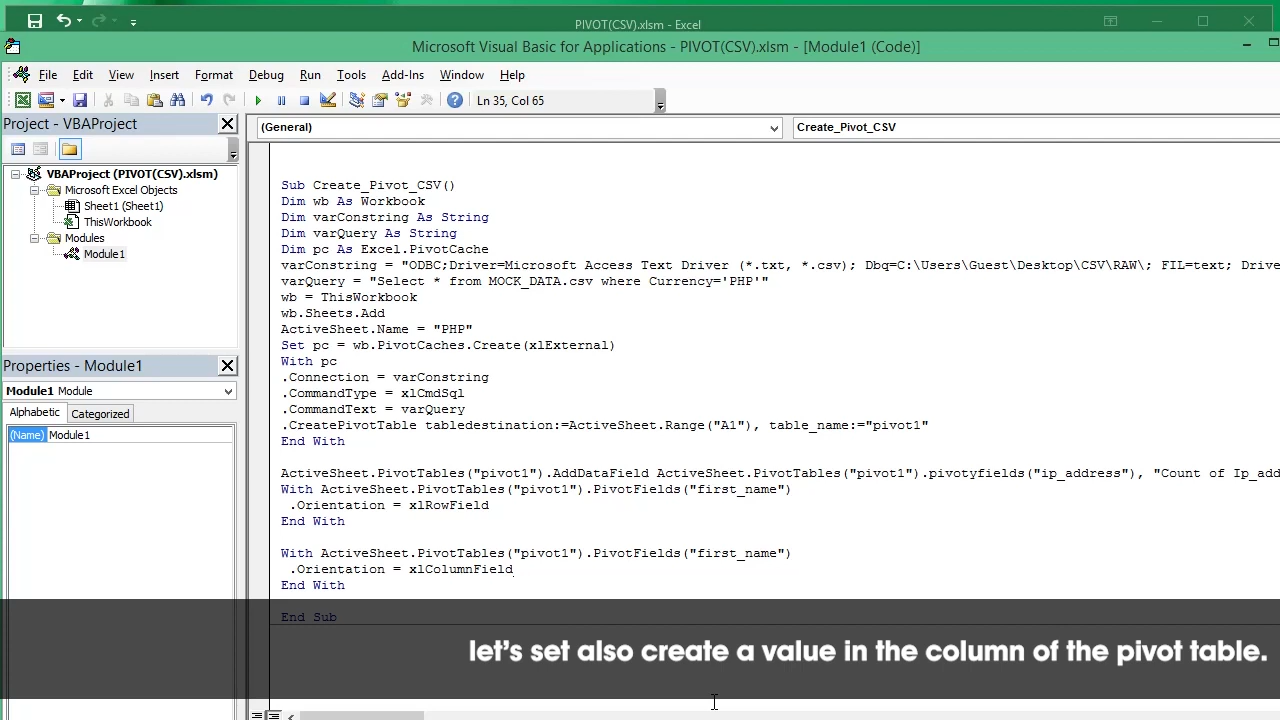 PIVOT(CSV).xlsm - Excel
Microsoft Visual Basic for Applications - PIVOT(CSV).xlsm - [Module1 (Code)]
File Edit View Insert Format Debug Run Tools Add-Ins Window Help
Ln 35, Col 65
Project - VBAProject
(General)
Create_Pivot_CSV
VBAProject (PIVOT(CSV).xlsm)
Microsoft Excel Objects
Sheet1 (Sheet1)
ThisWorkbook
Modules
Module1
Properties - Module1
Module1 Module
Alphabetic Categorized
(Name) Module1
Sub Create_Pivot_CSV()
Dim wb As Workbook
Dim varConstring As String
Dim varQuery As String
Dim pc As Excel.PivotCache
varConstring = "ODBC;Driver=Microsoft Access Text Driver (*.txt, *.csv); Dbq=C:\Users\Guest\Desktop\CSV\RAW\; FIL=text; Drive
varQuery = "Select * from MOCK_DATA.csv where Currency='PHP'"
wb = ThisWorkbook
wb.Sheets.Add
ActiveSheet.Name = "PHP"
Set pc = wb.PivotCaches.Create(xlExternal)
With pc
.Connection = varConstring
.CommandType = xlCmdSql
.CommandText = varQuery
.CreatePivotTable tabledestination:=ActiveSheet.Range("A1"), table_name:="pivot1"
End With
ActiveSheet.PivotTables("pivot1").AddDataField ActiveSheet.PivotTables("pivot1").pivotyfields("ip_address"), "Count of Ip_add
With ActiveSheet.PivotTables("pivot1").PivotFields("first_name")
.Orientation = xlRowField
End With
With ActiveSheet.PivotTables("pivot1").PivotFields("first_name")
.Orientation = xlColumnField
End With
End Sub
let's set also create a value in the column of the pivot table.